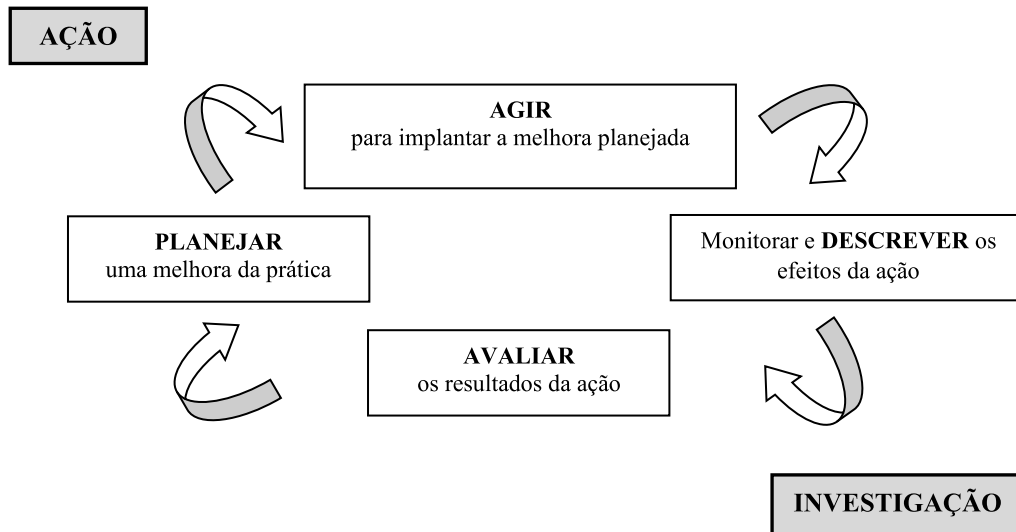 AÇÃO
AGIR
para implantar a melhora planejada
PLANEJAR
uma melhora da prática
Monitorar e DESCREVER os
efeitos da ação
AVALIAR
os resultados da ação
INVESTIGAÇÃO